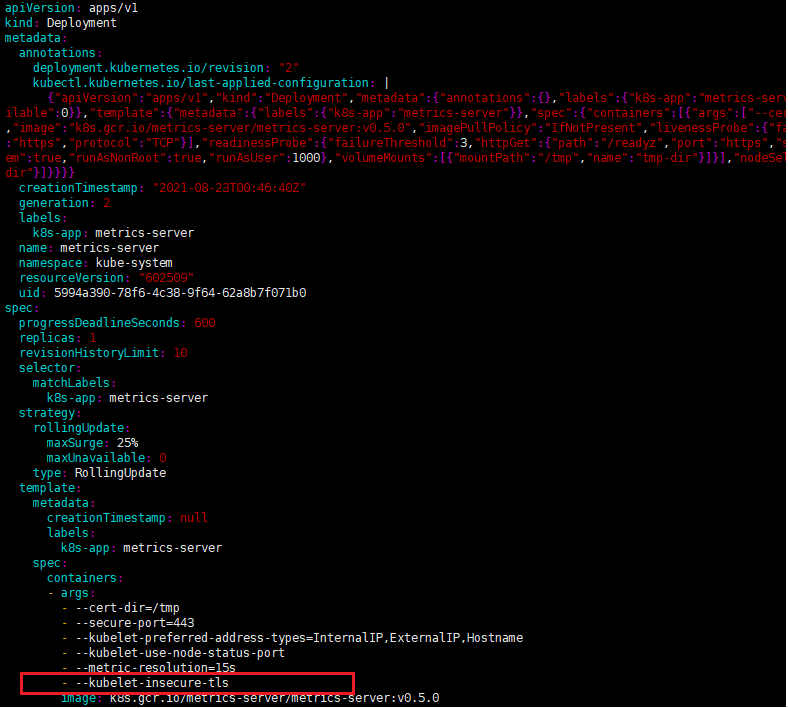 apiVersion: apps/v1
kind: Deployment
metadata:
  annotations:
    deployment.kubernetes.io/revision: "2"
    kubectl.kubernetes.io/last-applied-configuration: |
      {"apiVersion":"apps/v1","kind":"Deployment","metadata":{"annotations":{},"labels":{"k8s-app":"metrics-serv
ilable":0}},"template":{"metadata":{"labels":{"k8s-app":"metrics-server"}},"spec":{"containers":[{"args":["--cer
,"image":"k8s.gcr.io/metrics-server/metrics-server:v0.5.0","imagePullPolicy":"IfNotPresent","livenessProbe":{"fa
:"https","protocol":"TCP"}],"readinessProbe":{"failureThreshold":3,"httpGet":{"path":"/readyz","port":"https","s
em":true,"runAsNonRoot":true,"runAsUser":1000},"volumeMounts":[{"mountPath":"/tmp","name":"tmp-dir"}]}],"nodeSel
dir"}]}}}}
  creationTimestamp: "2021-08-23T00:46:40Z"
  generation: 2
  labels:
    k8s-app: metrics-server
  name: metrics-server
  namespace: kube-system
  resourceVersion: "602509"
  uid: 5994a390-78f6-4c38-9f64-62a8b7f071b0
spec:
  progressDeadlineSeconds: 600
  replicas: 1
  revisionHistoryLimit: 10
  selector:
    matchLabels:
      k8s-app: metrics-server
  strategy:
    rollingUpdate:
      maxSurge: 25%
      maxUnavailable: 0
    type: RollingUpdate
  template:
    metadata:
      creationTimestamp: null
      labels:
        k8s-app: metrics-server
    spec:
      containers:
      - args:
        - --cert-dir=/tmp
        - --secure-port=443
        - --kubelet-preferred-address-types=InternalIP,ExternalIP,Hostname
        - --kubelet-use-node-status-port
        - --metric-resolution=15s
        - --kubelet-insecure-tls
        image: k8s.gcr.io/metrics-server/metrics-server:v0.5.0